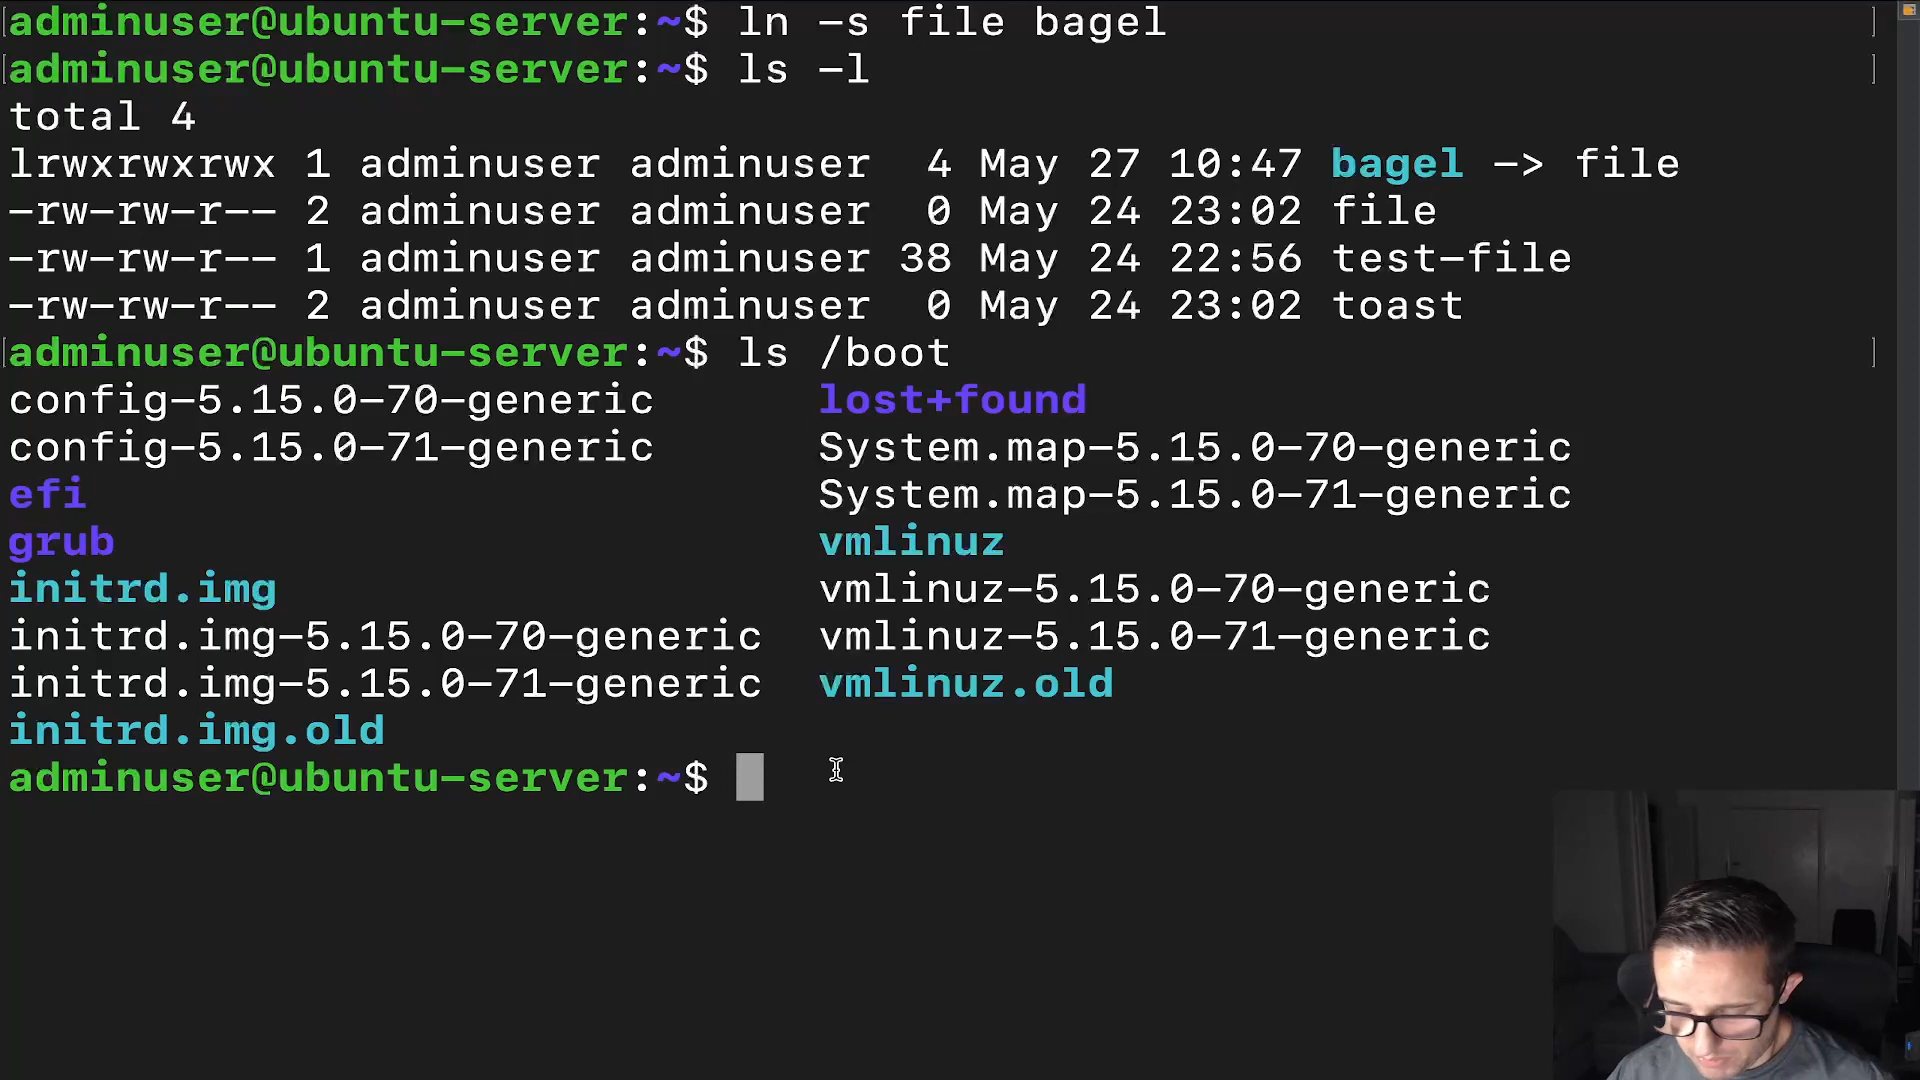 adminuser@ubuntu-server:~$ ln -s file bagel
adminuser@ubuntu-server:~$ ls -l
total 4
lrwxrwxrwx 1 adminuser adminuser  4 May 27 10:47 bagel -> file
-rw-rw-r-- 2 adminuser adminuser  0 May 24 23:02 file
-rw-rw-r-- 1 adminuser adminuser 38 May 24 22:56 test-file
-rw-rw-r-- 2 adminuser adminuser  0 May 24 23:02 toast
adminuser@ubuntu-server:~$ ls /boot
config-5.15.0-70-generic      lost+found
config-5.15.0-71-generic      System.map-5.15.0-70-generic
efi                           System.map-5.15.0-71-generic
grub                          vmlinuz
initrd.img                    vmlinuz-5.15.0-70-generic
initrd.img-5.15.0-70-generic  vmlinuz-5.15.0-71-generic
initrd.img-5.15.0-71-generic  vmlinuz.old
initrd.img.old
adminuser@ubuntu-server:~$